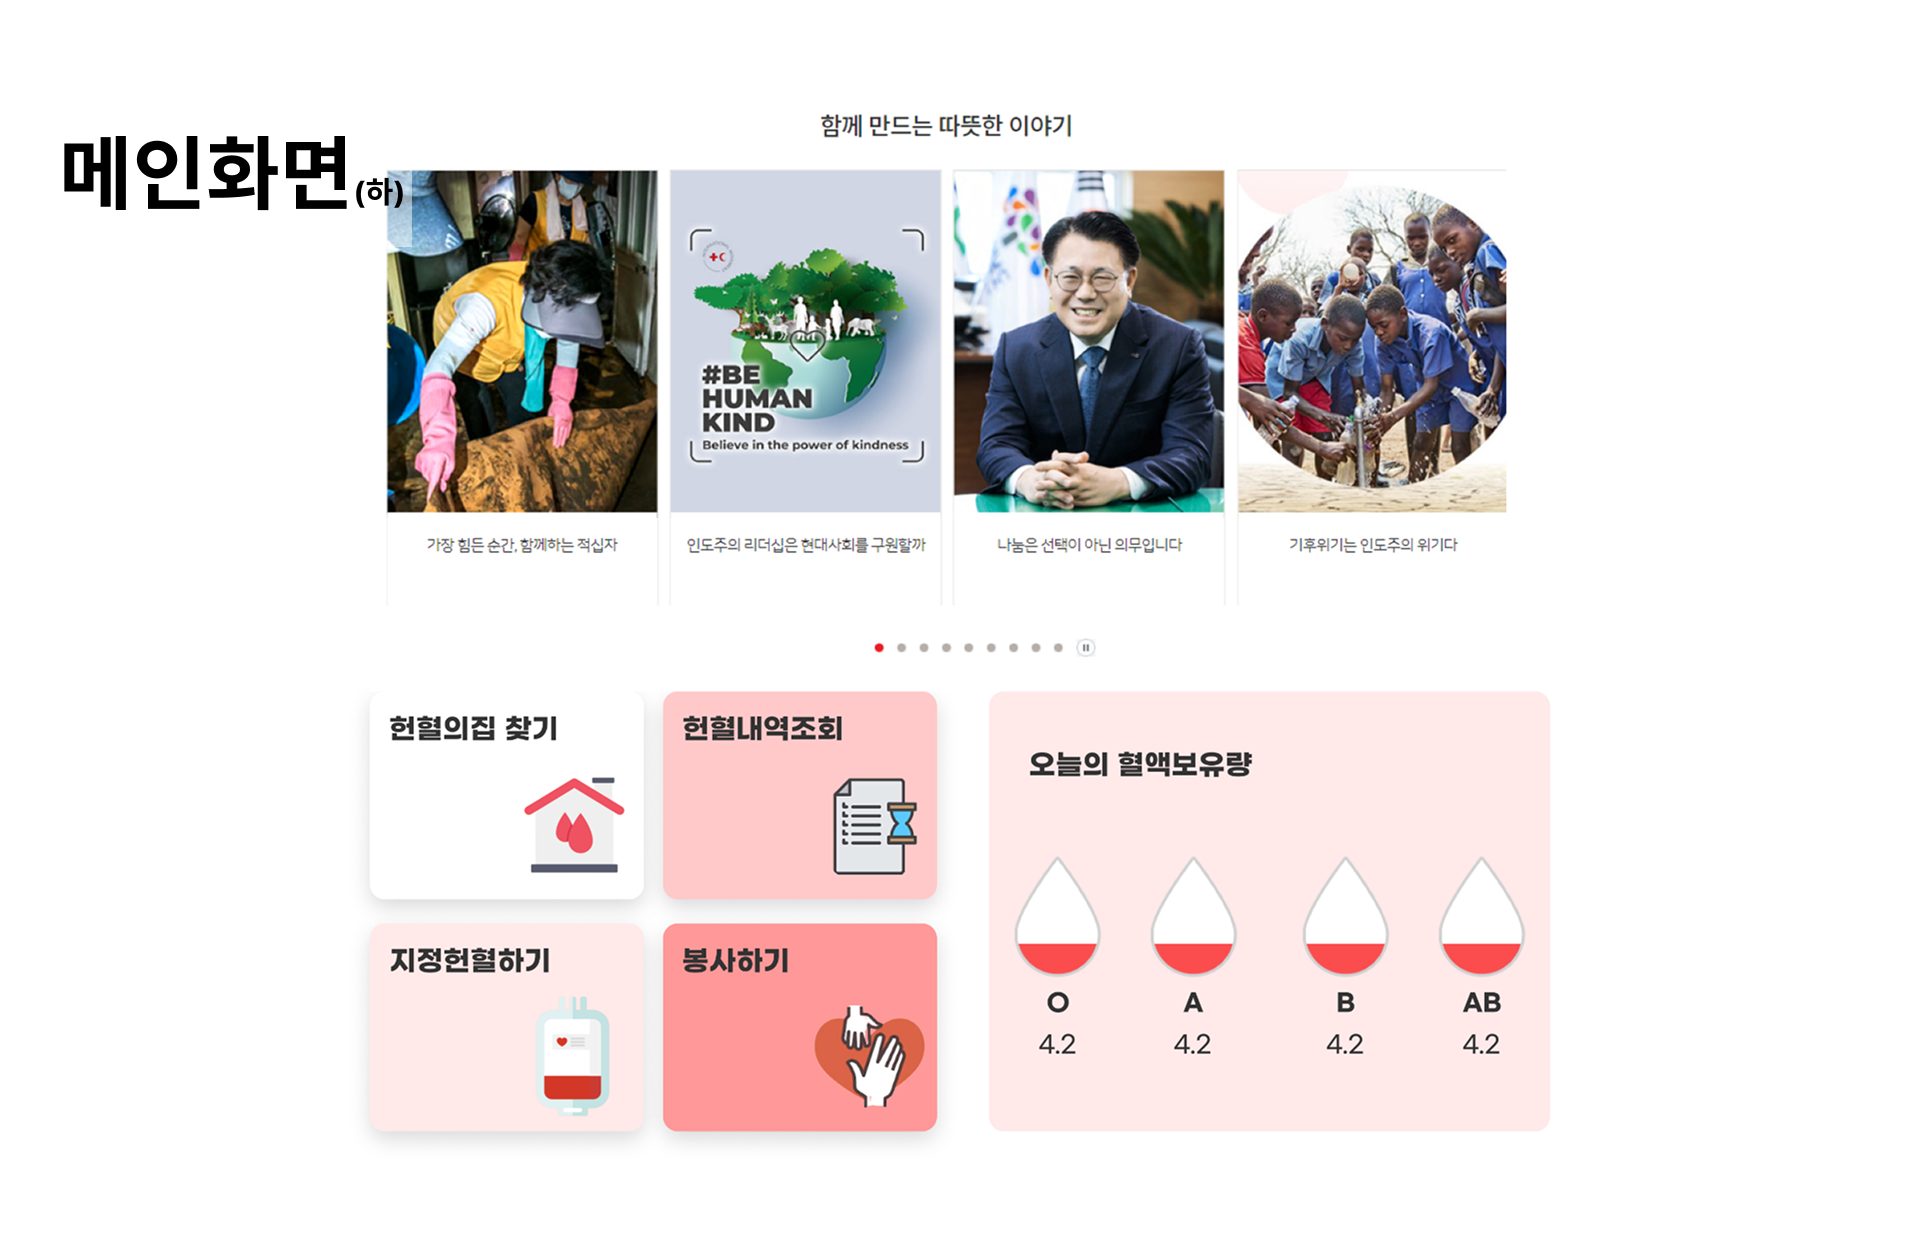 함께 만드는 따뜻한 이야기
메인화면(하)
#BE
HUMAN
KIND
Believe in the power of kindness
가장 힘든 순간, 함께하는 적십자
인도주의 리더십은 현대사회를 구원할까
나눔은 선택이 아닌 의무입니다
기후위기는 인도주의 위기다
헌혈의집 찾기
헌혈내역조회
지정헌혈하기
봉사하기
오늘의 혈액보유량
O A B AB
4.2 4.2 4.2 4.2